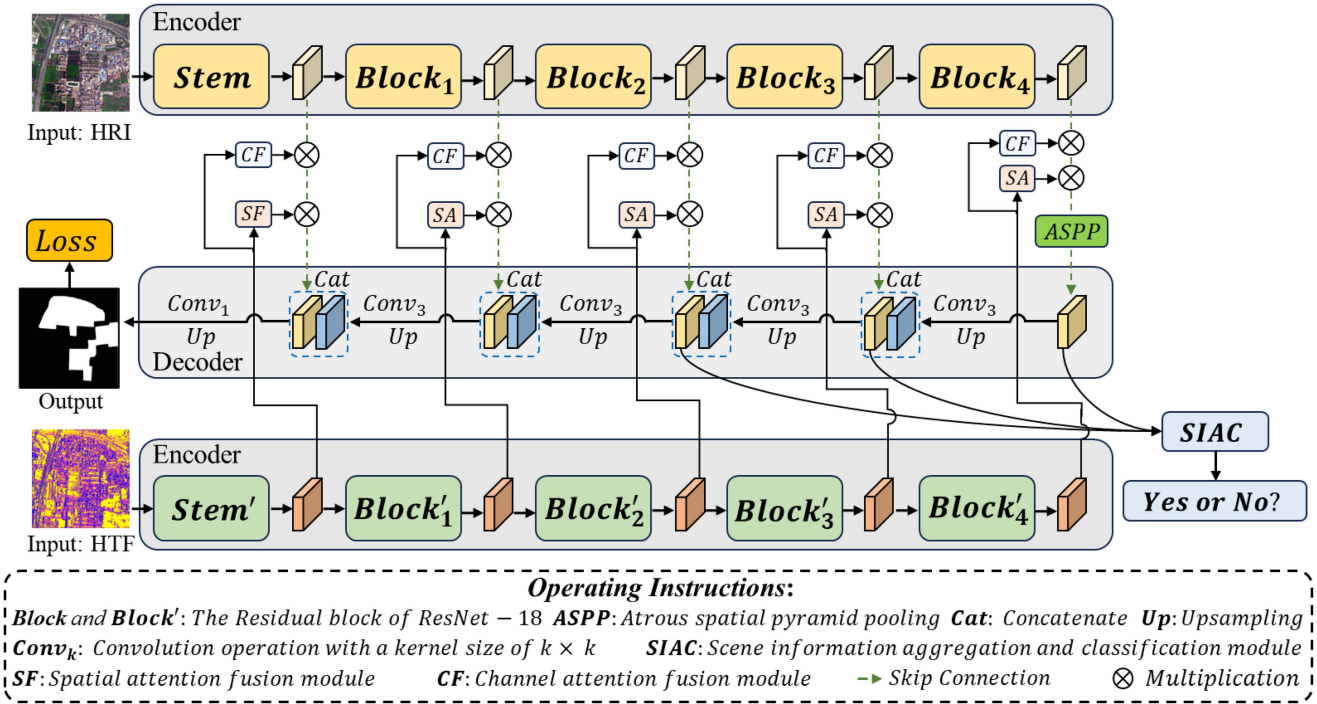 Encoder
Stem Block₁ Block₂ Block₃ Block₄
Input: HRI
CF CF CF CF CF
SA
SF SA SA SA
ASPP
Loss
Cat Cat Cat Cat
Conv₁ Conv₃ Conv₃ Conv₃ Conv₃
Up Up Up Up Up
Decoder
Output
SIAC
Encoder
Stem′ Block′₁ Block′₂ Block′₃ Block′₄
Yes or No?
Input: HTF
Operating Instructions:
Block and Block′: The Residual block of ResNet − 18 ASPP: Atrous spatial pyramid pooling Cat: Concatenate Up: Upsampling
Convₖ: Convolution operation with a kernel size of k × k SIAC: Scene information aggregation and classification module
SF: Spatial attention fusion module CF: Channel attention fusion module Skip Connection ⊗ Multiplication